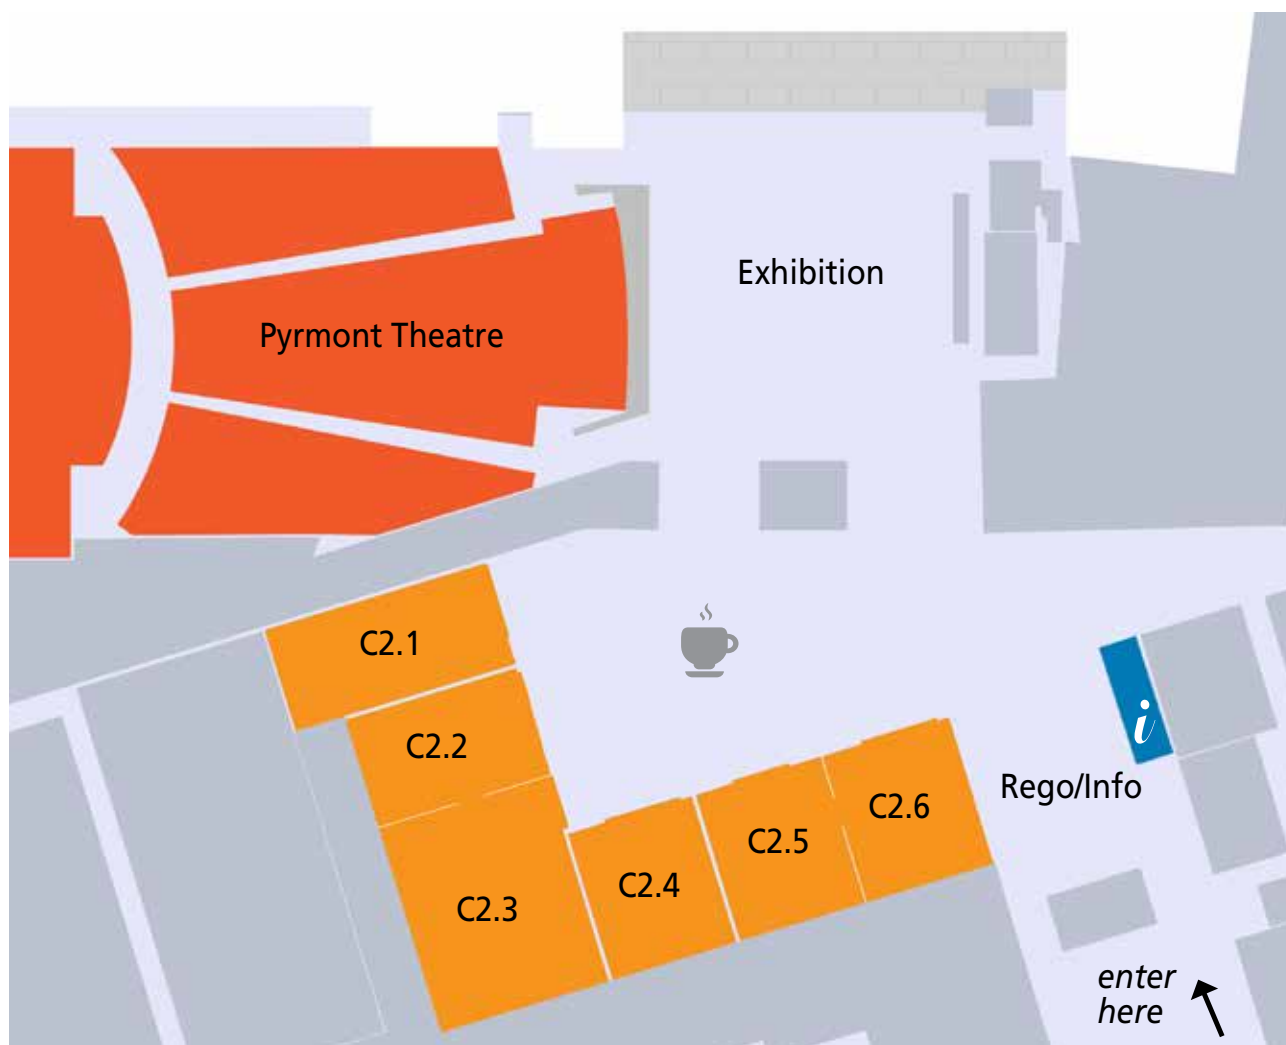 Exhibition
Pyrmont Theatre
C2.1
C2.2
C2.3
C2.4
C2.5
C2.6
i
Rego/Info
enter
here